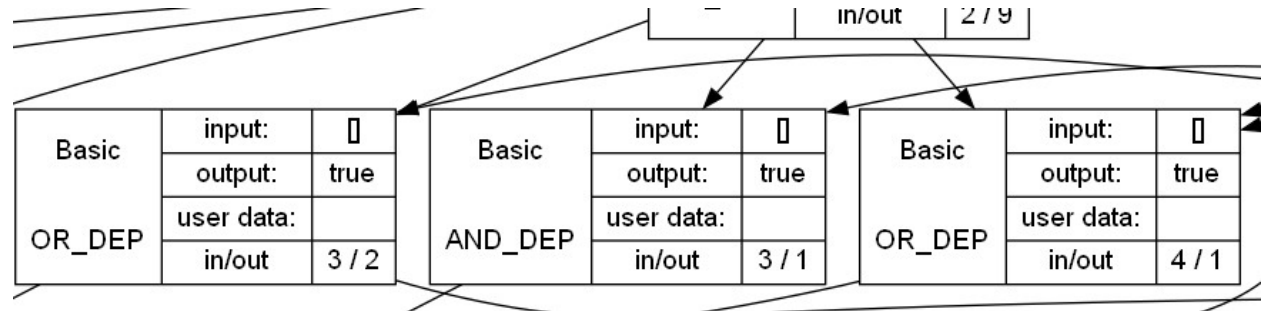 in/out 2 / 9
Basic
OR_DEP
input: []
output: true
user data:
in/out 3 / 2
Basic
AND_DEP
input: []
output: true
user data:
in/out 3 / 1
Basic
OR_DEP
input: []
output: true
user data:
in/out 4 / 1